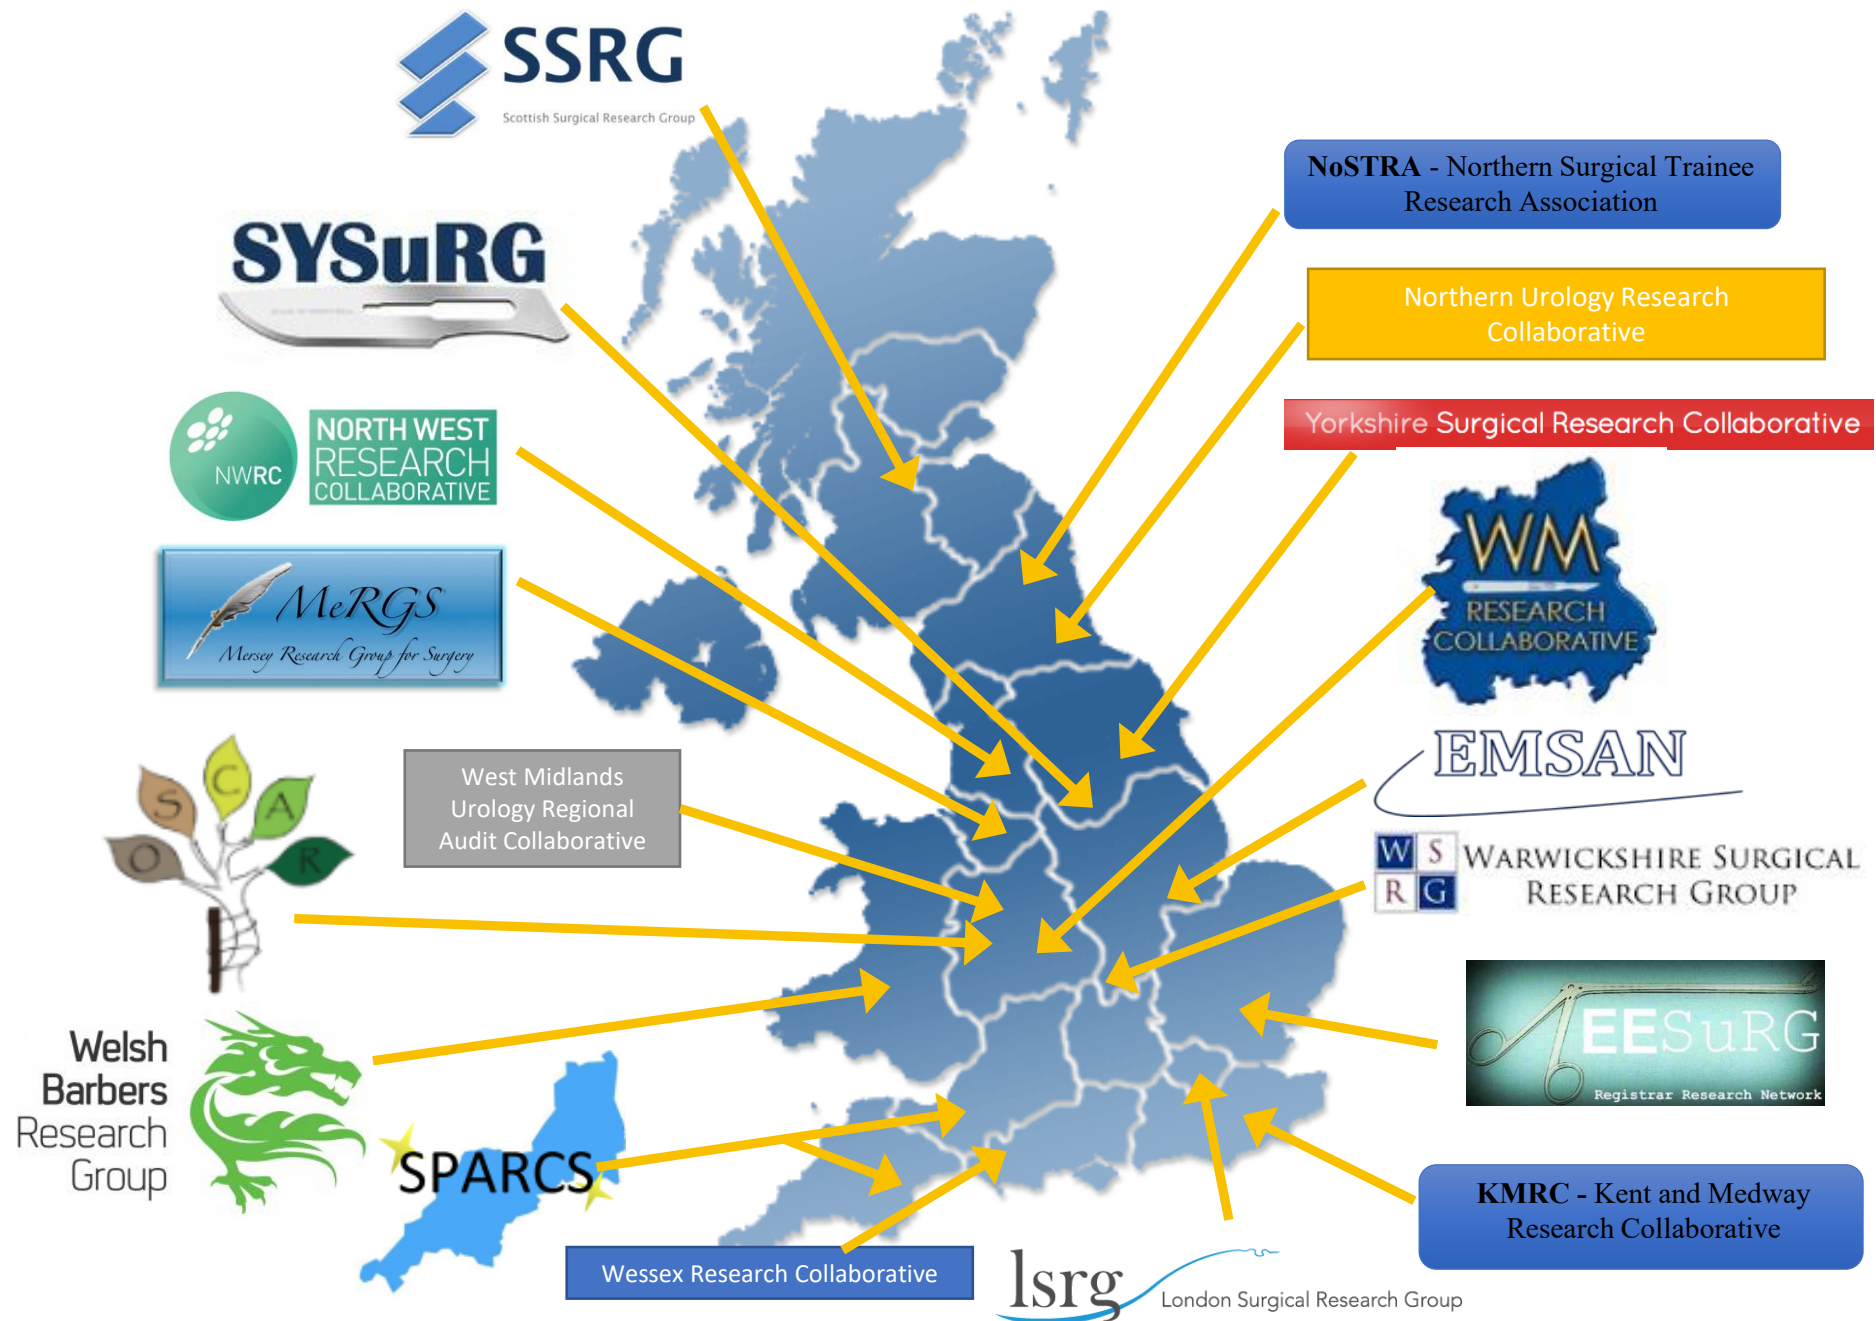 SSRG
Scottish Surgical Research Group
SYSuRG
NWRC
NORTH WEST
RESEARCH
COLLABORATIVE
MeRGS
Mersey Research Group for Surgery
O S C A R
West Midlands
Urology Regional
Audit Collaborative
Welsh
Barbers
Research
Group
SPARCS
Wessex Research Collaborative
lsrg
London Surgical Research Group
NoSTRA - Northern Surgical Trainee
Research Association
Northern Urology Research
Collaborative
Yorkshire Surgical Research Collaborative
WM
RESEARCH
COLLABORATIVE
EMSAN
W S
R G
WARWICKSHIRE SURGICAL
RESEARCH GROUP
EESuRG
Registrar Research Network
KMRC - Kent and Medway
Research Collaborative